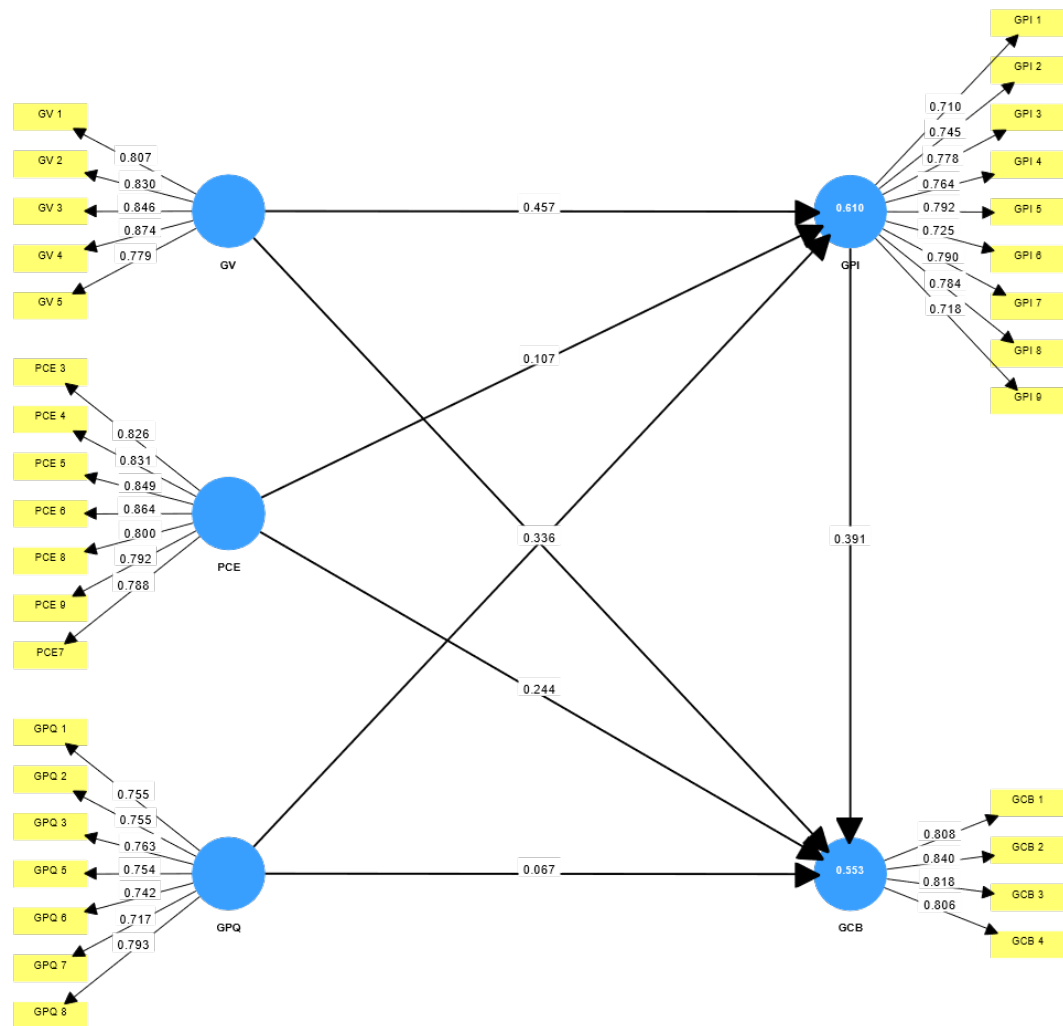 GV 1
GV 2
GV 3
GV 4
GV 5
0.807
0.830
0.846
0.874
0.779
GV
PCE 3
PCE 4
PCE 5
PCE 6
PCE 8
PCE 9
PCE7
0.826
0.831
0.849
0.864
0.800
0.792
0.788
PCE
GPQ 1
GPQ 2
GPQ 3
GPQ 5
GPQ 6
GPQ 7
GPQ 8
0.755
0.755
0.763
0.754
0.742
0.717
0.793
GPQ
0.457
0.107
0.336
0.244
0.067
0.391
0.610
GPI
0.710
0.745
0.778
0.764
0.792
0.725
0.790
0.784
0.718
GPI 1
GPI 2
GPI 3
GPI 4
GPI 5
GPI 6
GPI 7
GPI 8
GPI 9
0.553
GCB
0.808
0.840
0.818
0.806
GCB 1
GCB 2
GCB 3
GCB 4